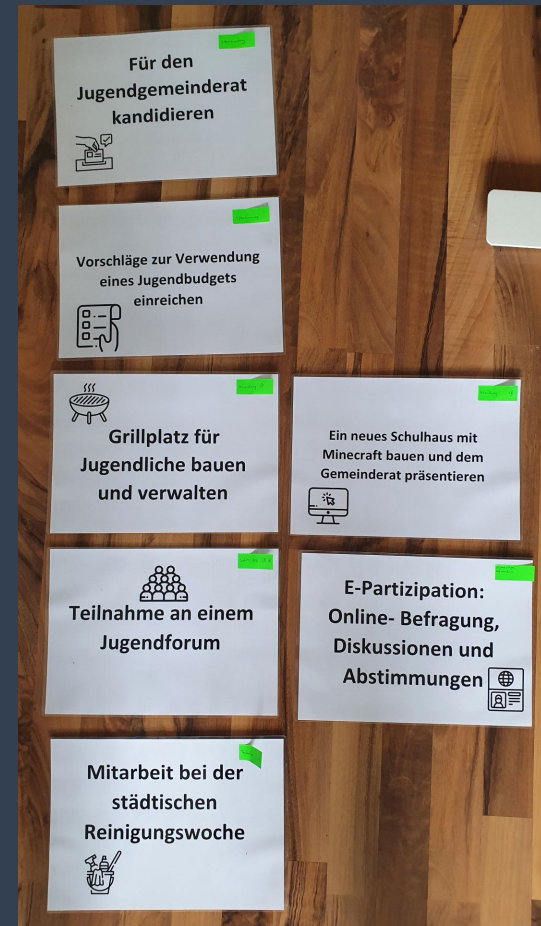 Für den
Jugendgemeinderat
kandidieren
Vorschläge zur Verwendung
eines Jugendbudgets
einreichen
Grillplatz für
Jugendliche bauen
und verwalten
Ein neues Schulhaus mit
Minecraft bauen und dem
Gemeinderat präsentieren
Teilnahme an einem
Jugendforum
E-Partizipation:
Online- Befragung,
Diskussionen und
Abstimmungen
Mitarbeit bei der
städtischen
Reinigungswoche